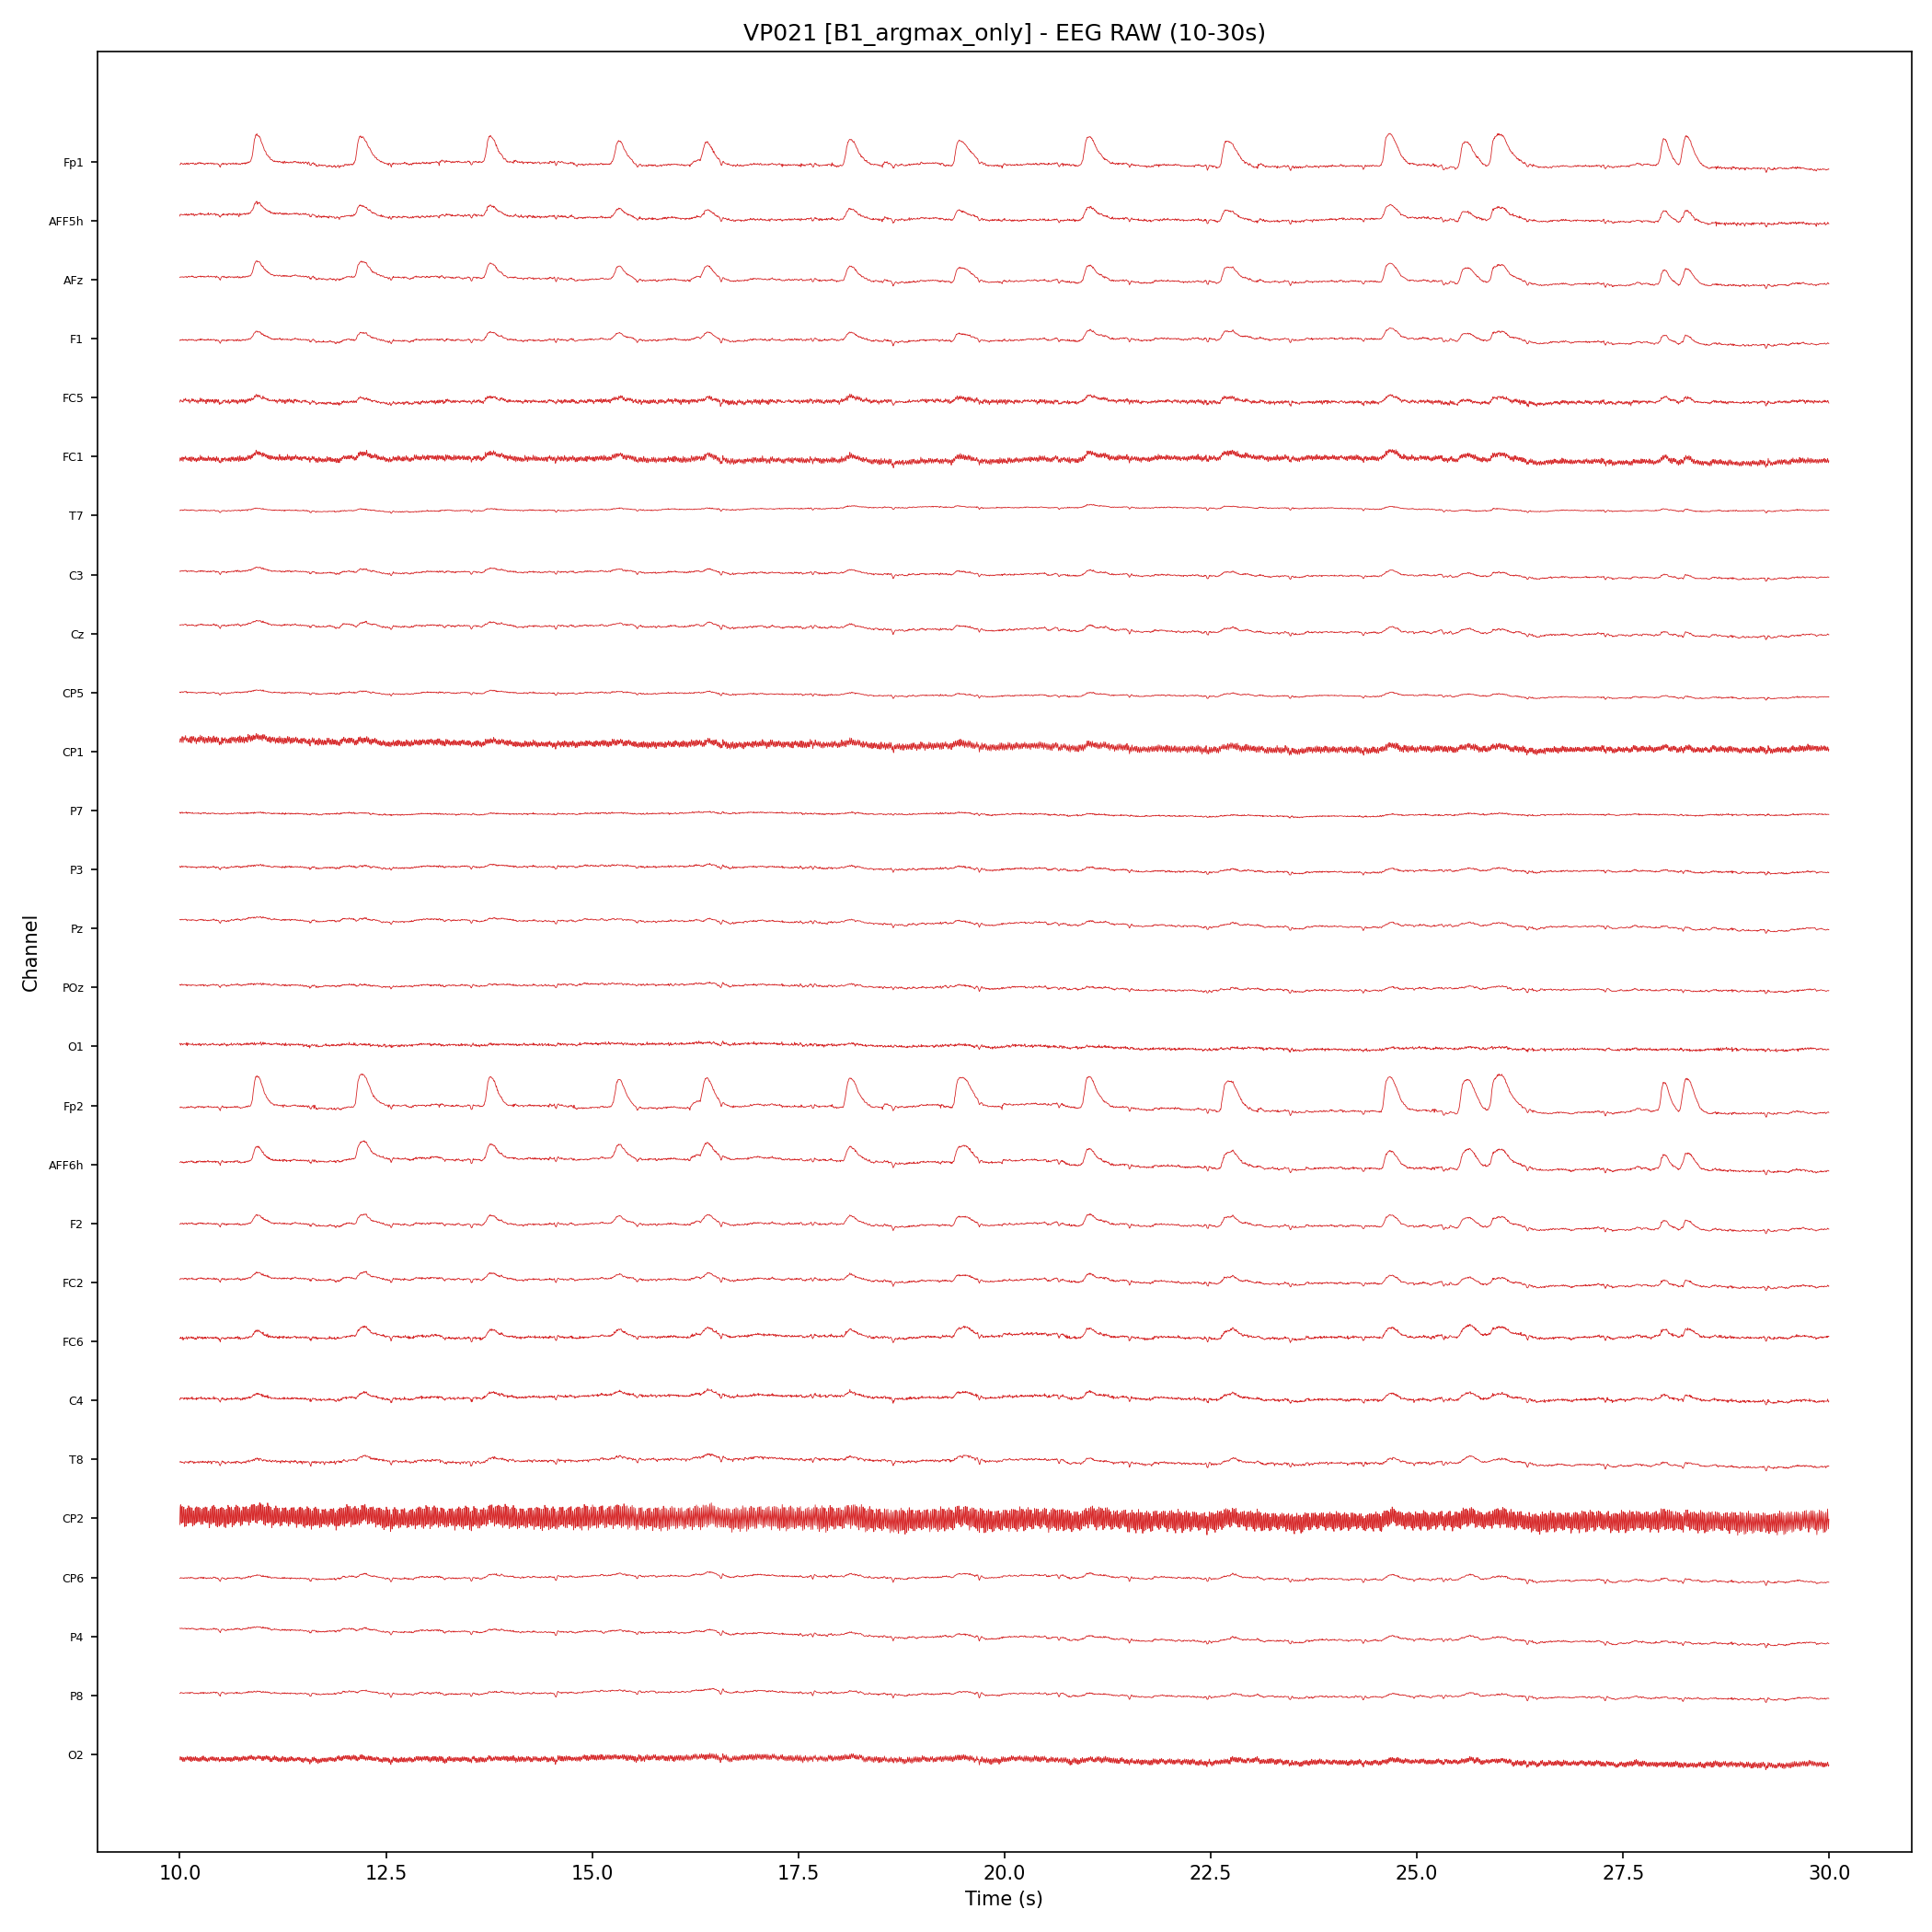 VP021 [B1_argmax_only] - EEG RAW (10-30s)
Channel
Fp1
AFF5h
AFz
F1
FC5
FC1
T7
C3
Cz
CP5
CP1
P7
P3
Pz
POz
O1
Fp2
AFF6h
F2
FC2
FC6
C4
T8
CP2
CP6
P4
P8
O2
10.0 12.5 15.0 17.5 20.0 22.5 25.0 27.5 30.0
Time (s)